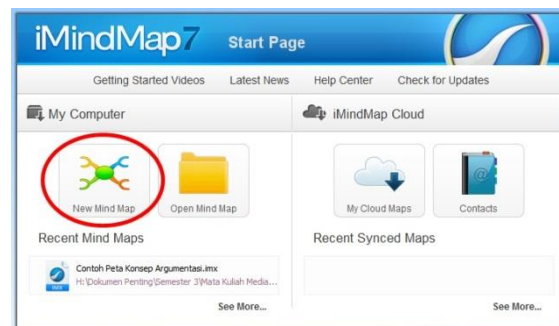 iMindMap7 Start Page
Getting Started Videos Latest News Help Center Check for Updates
My Computer
iMindMap Cloud
New Mind Map
Open Mind Map
My Cloud Maps
Contacts
Recent Mind Maps
Recent Synced Maps
Contoh Peta Konsep Argumentasi.imx
H:\Dokumen Penting\Semester 3\Mata Kuliah Media...
See More...
See More...